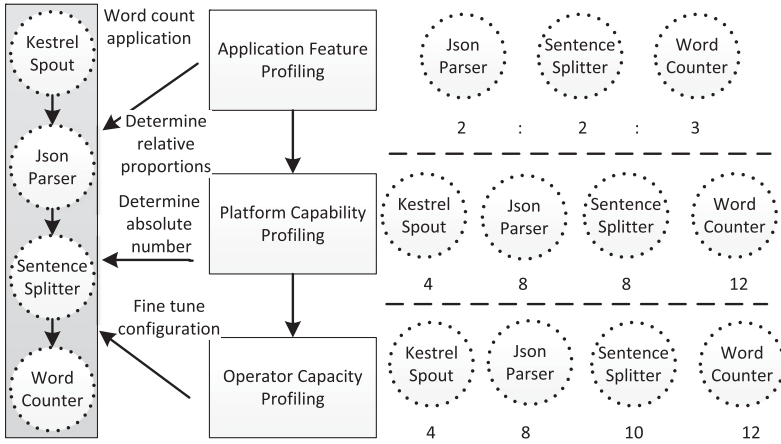 Kestrel
Spout
Json
Parser
Sentence
Splitter
Word
Counter
Word count
application
Determine
relative
proportions
Determine
absolute
number
Fine tune
configuration
Application Feature
Profiling
Platform Capability
Profiling
Operator Capacity
Profiling
Json
Parser
Sentence
Splitter
Word
Counter
2 : 2 : 3
Kestrel
Spout
Json
Parser
Sentence
Splitter
Word
Counter
4 8 8 12
Kestrel
Spout
Json
Parser
Sentence
Splitter
Word
Counter
4 8 10 12